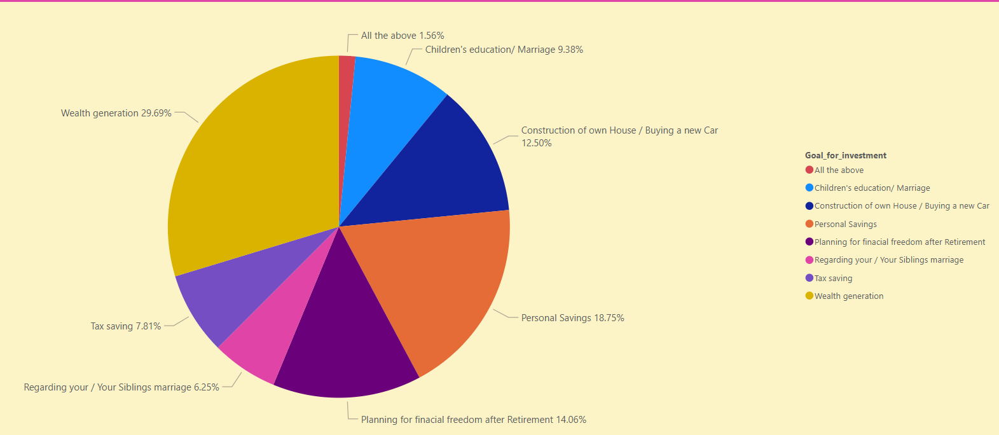 All the above 1.56%
Children's education/ Marriage 9.38%
Wealth generation 29.69%
Construction of own House / Buying a new Car
12.50%
Personal Savings 18.75%
Tax saving 7.81%
Regarding your / Your Siblings marriage 6.25%
Planning for finacial freedom after Retirement 14.06%
Goal_for_investment
All the above
Children's education/ Marriage
Construction of own House / Buying a new Car
Personal Savings
Planning for finacial freedom after Retirement
Regarding your / Your Siblings marriage
Tax saving
Wealth generation